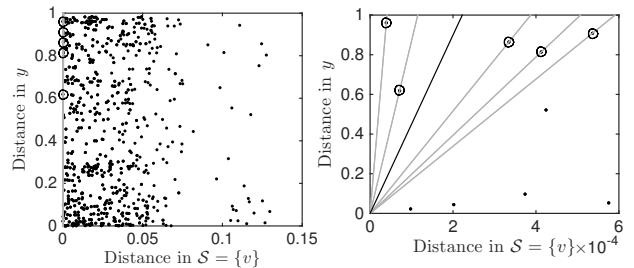 Distance in y
1
0.8
0.6
0.4
0.2
0
0 0.05 0.1 0.15
Distance in 𝒮 = {v}
Distance in y
1
0.8
0.6
0.4
0.2
0
0 2 4 6
Distance in 𝒮 = {v} ×10⁻⁴